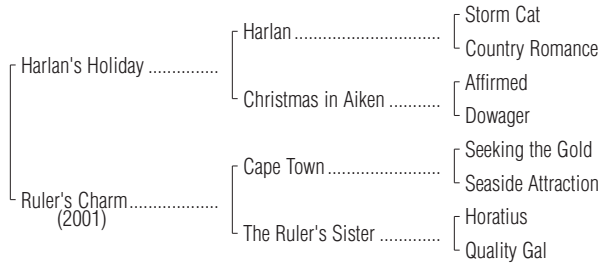 Storm Cat
Harlan
Country Romance
Harlan's Holiday
Affirmed
Christmas in Aiken
Dowager
Seeking the Gold
Cape Town
Seaside Attraction
Ruler's Charm
(2001)
Horatius
The Ruler's Sister
Quality Gal